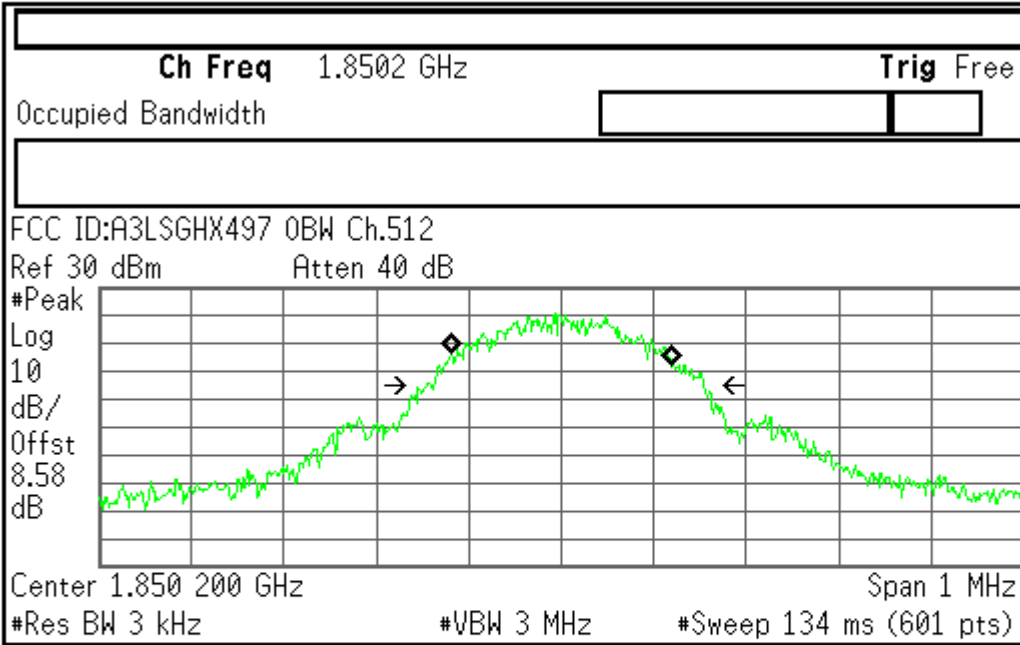 Ch Freq 1.8502 GHz Trig Free
Occupied Bandwidth
FCC ID:A3LSGHX497 OBW Ch.512
Ref 30 dBm Atten 40 dB
#Peak
Log
10
dB/
Offst
8.58
dB
Center 1.850 200 GHz Span 1 MHz
#Res BW 3 kHz #VBW 3 MHz #Sweep 134 ms (601 pts)